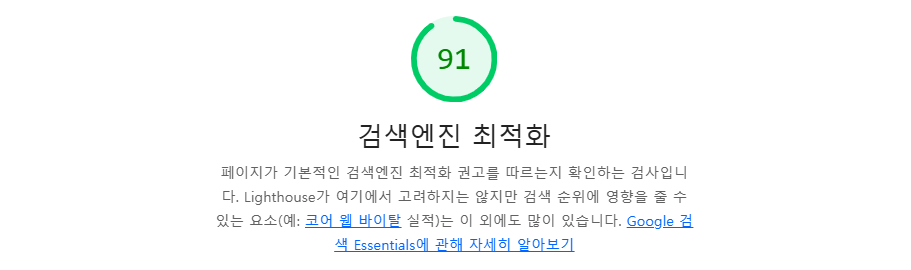 91
검색엔진 최적화
페이지가 기본적인 검색엔진 최적화 권고를 따르는지 확인하는 검사입니
다. Lighthouse가 여기에서 고려하지는 않지만 검색 순위에 영향을 줄 수
있는 요소(예: 코어 웹 바이탈 실적)는 이 외에도 많이 있습니다. Google 검
색 Essentials에 관해 자세히 알아보기